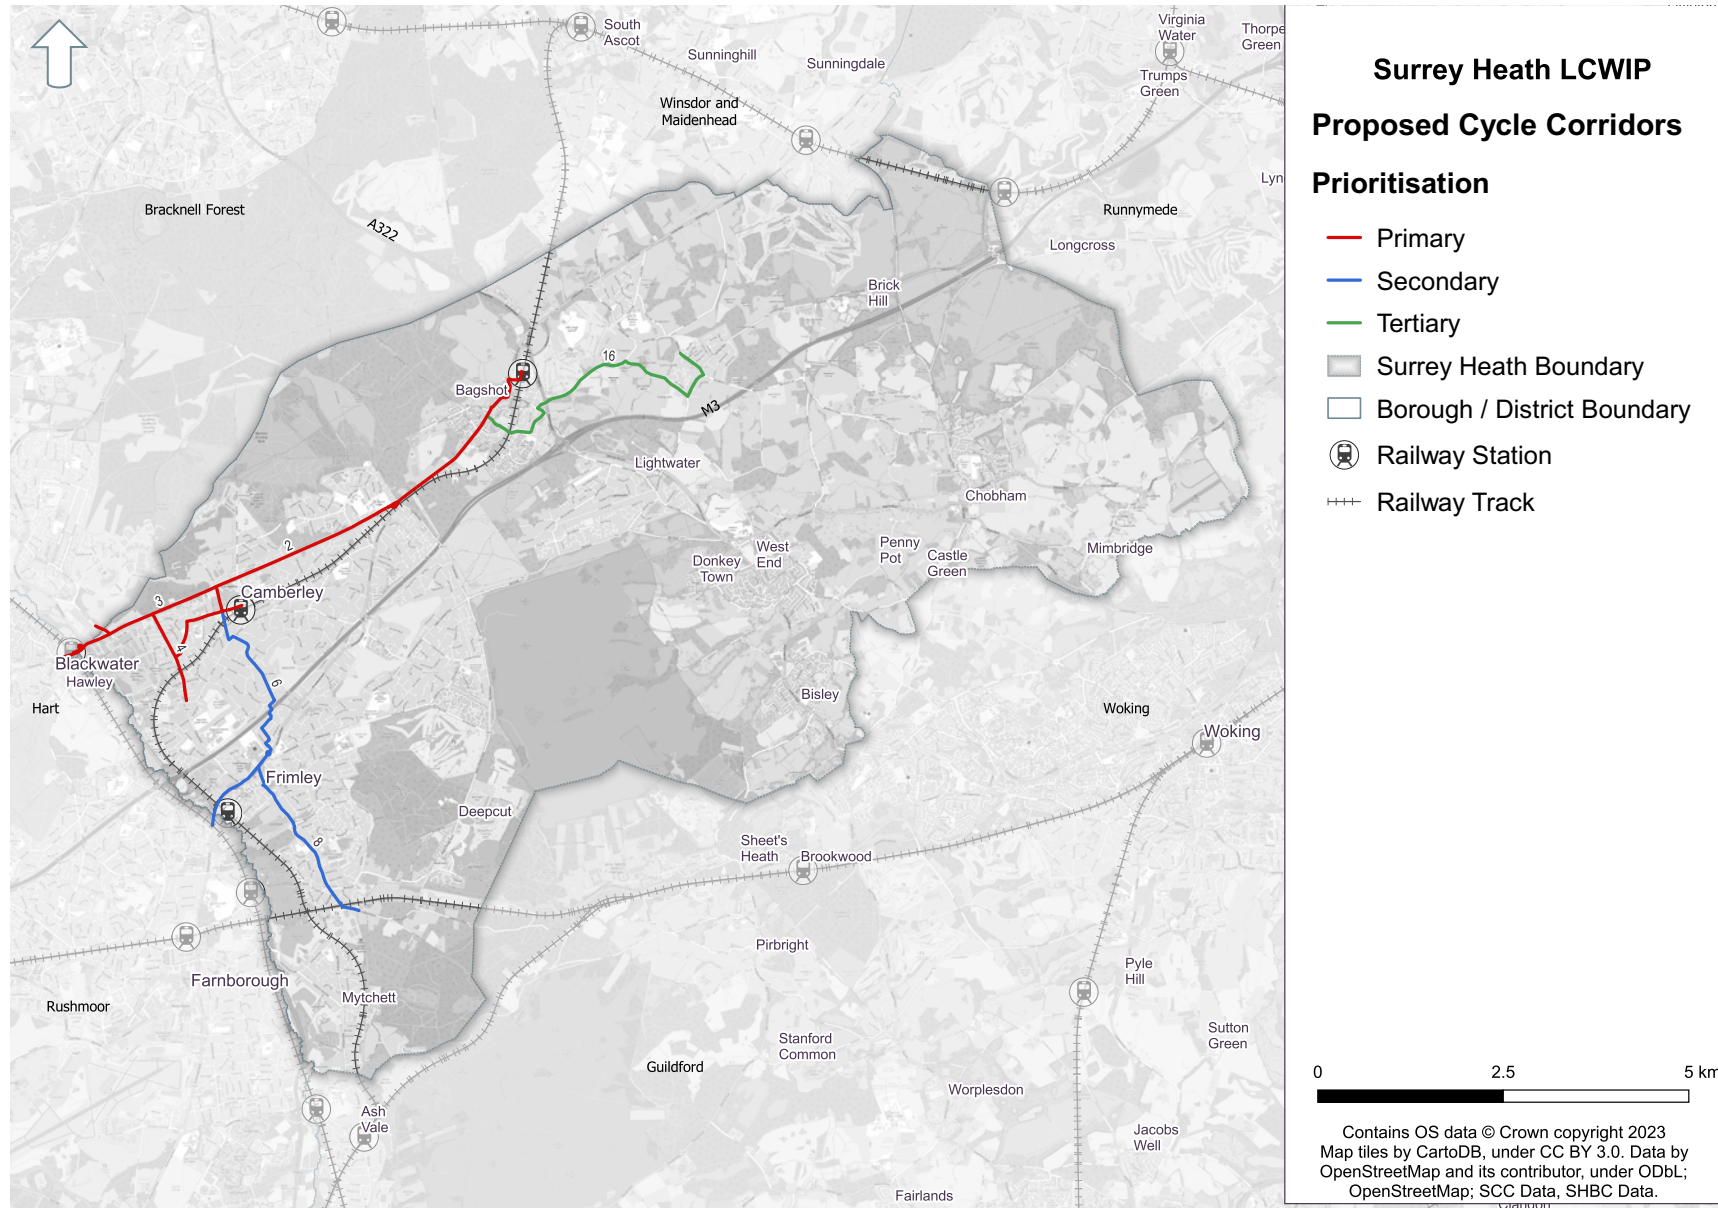 South
Ascot
Sunninghill
Sunningdale
Virginia
Water
Thorpe
Green
Trumps
Green
Winsdor and
Maidenhead
Bracknell Forest
A322
Runnymede
Lyn
Longcross
Brick
Hill
16
Bagshot
M3
Lightwater
Chobham
2
West
End
Donkey
Town
Penny
Pot
Castle
Green
Mimbridge
3
Camberley
4
Blackwater
Hawley
6
Hart
Bisley
Woking
Woking
Frimley
Deepcut
8
Sheet's
Heath
Brookwood
Farnborough
Pirbright
Pyle
Hill
Mytchett
Rushmoor
Stanford
Common
Sutton
Green
Guildford
Worplesdon
Ash
Vale
Jacobs
Well
Fairlands
Surrey Heath LCWIP
Proposed Cycle Corridors
Prioritisation
Primary
Secondary
Tertiary
Surrey Heath Boundary
Borough / District Boundary
Railway Station
Railway Track
0 2.5 5 km
Contains OS data © Crown copyright 2023
Map tiles by CartoDB, under CC BY 3.0. Data by
OpenStreetMap and its contributor, under ODbL;
OpenStreetMap; SCC Data, SHBC Data.